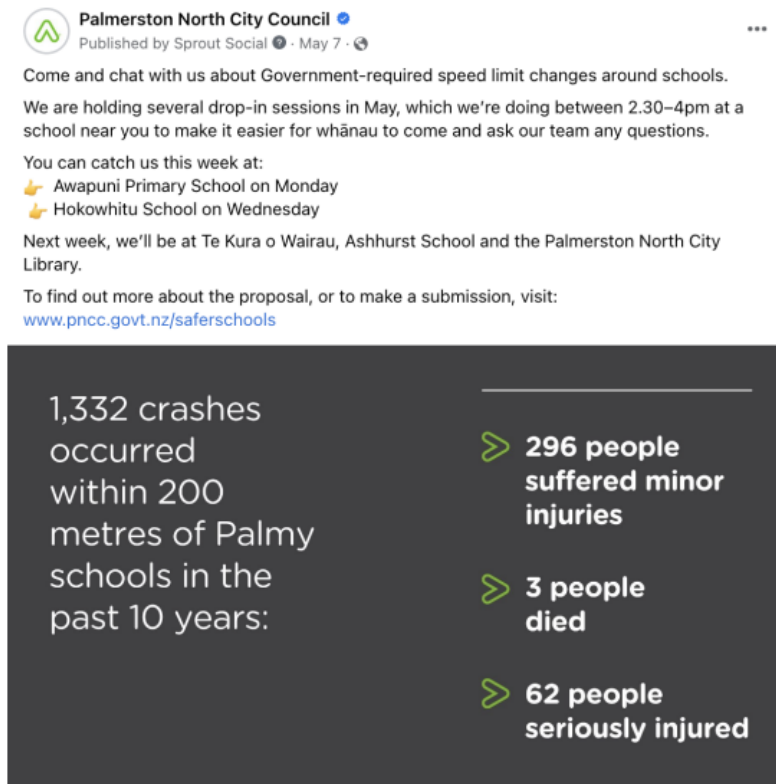 Palmerston North City Council
Published by Sprout Social · May 7 ·
Come and chat with us about Government-required speed limit changes around schools.
We are holding several drop-in sessions in May, which we're doing between 2.30–4pm at a
school near you to make it easier for whānau to come and ask our team any questions.
You can catch us this week at:
👉 Awapuni Primary School on Monday
👉 Hokowhitu School on Wednesday
Next week, we'll be at Te Kura o Wairau, Ashhurst School and the Palmerston North City
Library.
To find out more about the proposal, or to make a submission, visit:
www.pncc.govt.nz/saferschools
1,332 crashes
occurred
within 200
metres of Palmy
schools in the
past 10 years:
296 people
suffered minor
injuries
3 people
died
62 people
seriously injured